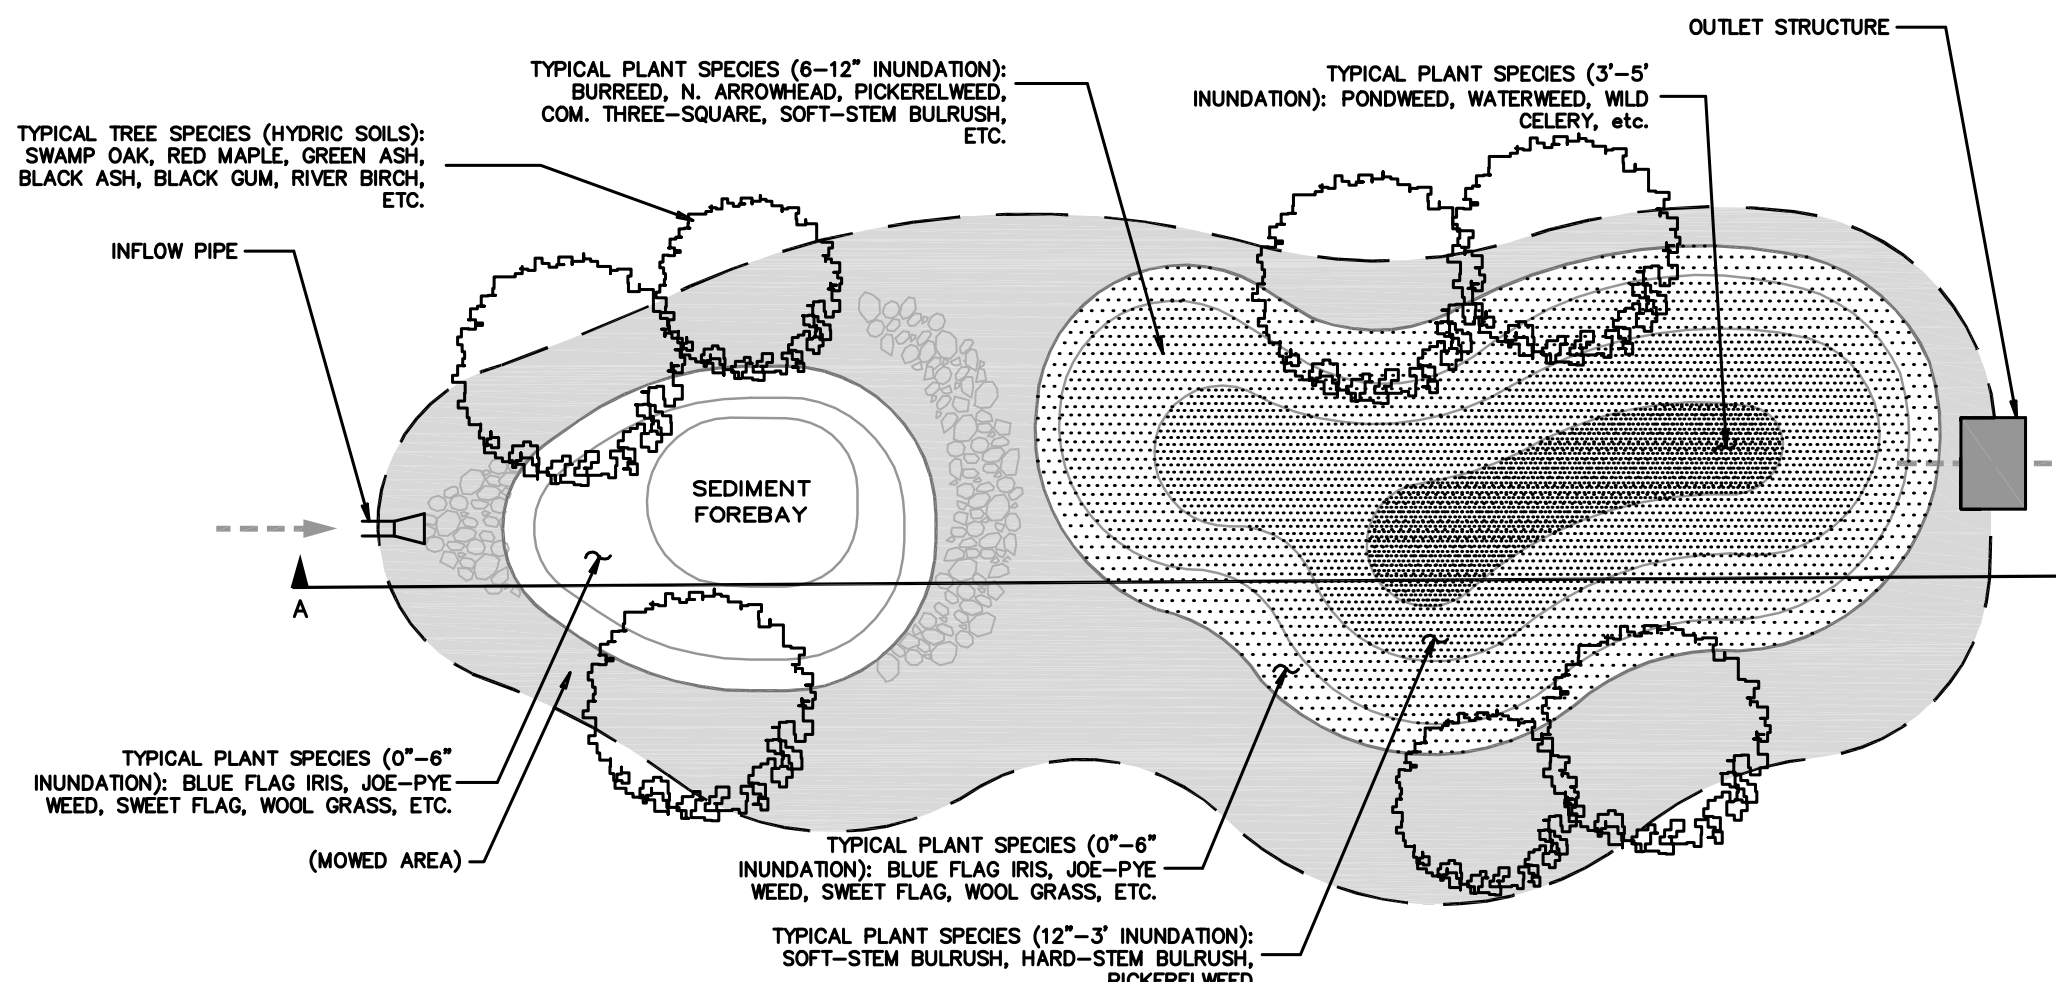 OUTLET STRUCTURE
TYPICAL PLANT SPECIES (6–12" INUNDATION):
BURREED, N. ARROWHEAD, PICKERELWEED,
COM. THREE–SQUARE, SOFT–STEM BULRUSH,
ETC.
TYPICAL PLANT SPECIES (3'–5'
INUNDATION): PONDWEED, WATERWEED, WILD
CELERY, etc.
TYPICAL TREE SPECIES (HYDRIC SOILS):
SWAMP OAK, RED MAPLE, GREEN ASH,
BLACK ASH, BLACK GUM, RIVER BIRCH,
ETC.
INFLOW PIPE
SEDIMENT
FOREBAY
A
TYPICAL PLANT SPECIES (0"–6"
INUNDATION): BLUE FLAG IRIS, JOE–PYE
WEED, SWEET FLAG, WOOL GRASS, ETC.
(MOWED AREA)
TYPICAL PLANT SPECIES (0"–6"
INUNDATION): BLUE FLAG IRIS, JOE–PYE
WEED, SWEET FLAG, WOOL GRASS, ETC.
TYPICAL PLANT SPECIES (12"–3' INUNDATION):
SOFT–STEM BULRUSH, HARD–STEM BULRUSH,
PICKERELWEED